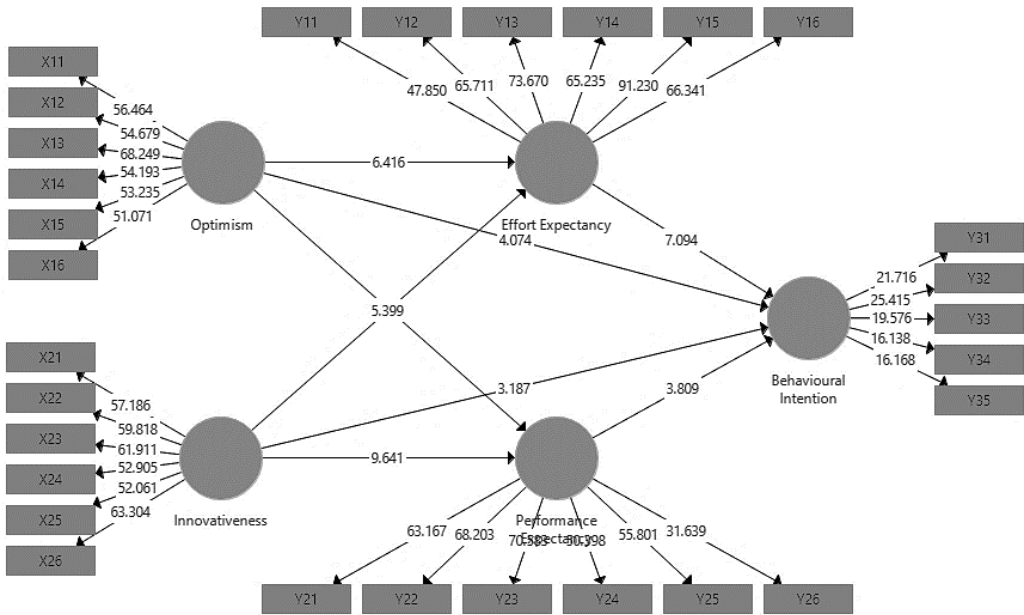 Y11 Y12 Y13 Y14 Y15 Y16
X11
X12
X13
X14
X15
X16
56.464
54.679
68.249
54.193
53.235
51.071
47.850
65.711
73.670
65.235
91.230
66.341
Optimism
6.416
Effort Expectancy
4.074
7.094
5.399
Y31
Y32
Y33
Y34
Y35
21.716
25.415
19.576
16.138
16.168
Behavioural
Intention
X21
X22
X23
X24
X25
X26
57.186
59.818
61.911
52.905
52.061
63.304
3.187
3.809
9.641
Innovativeness
Performance
Expectancy
63.167
68.203
70.583
55.801
31.639
Y21 Y22 Y23 Y24 Y25 Y26